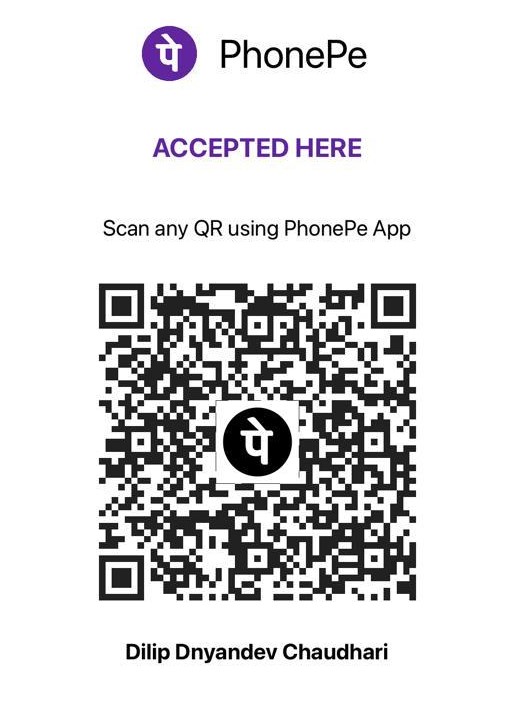 पे PhonePe
ACCEPTED HERE
Scan any QR using PhonePe App
पे
Dilip Dnyandev Chaudhari